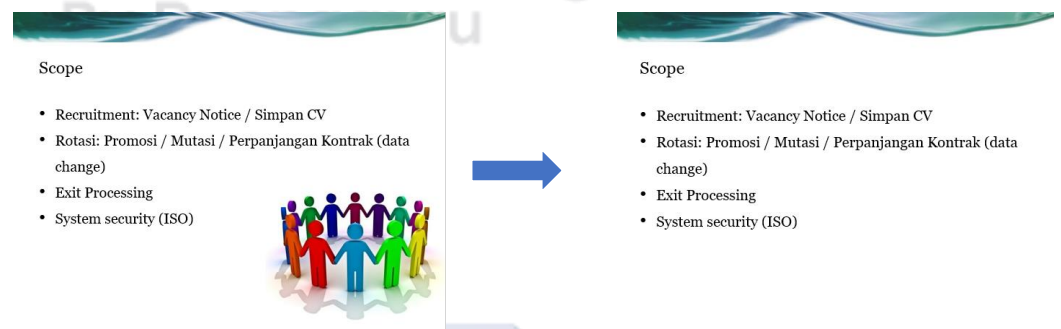 Scope
• Recruitment: Vacancy Notice / Simpan CV
• Rotasi: Promosi / Mutasi / Perpanjangan Kontrak (data
change)
• Exit Processing
• System security (ISO)
Scope
• Recruitment: Vacancy Notice / Simpan CV
• Rotasi: Promosi / Mutasi / Perpanjangan Kontrak (data
change)
• Exit Processing
• System security (ISO)